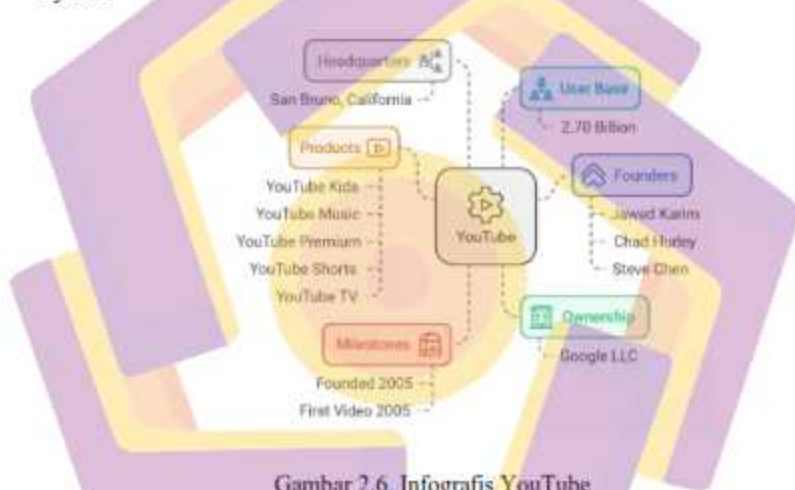 Headquarters
San Bruno, California
Products
YouTube Kids
YouTube Music
YouTube Premium
YouTube Shorts
YouTube TV
Milestones
Founded 2005
First Video 2005
YouTube
User Base
2.70 Billion
Founders
Jawed Karim
Chad Hurley
Steve Chen
Ownership
Google LLC
Gambar 2.6. Infografis YouTube